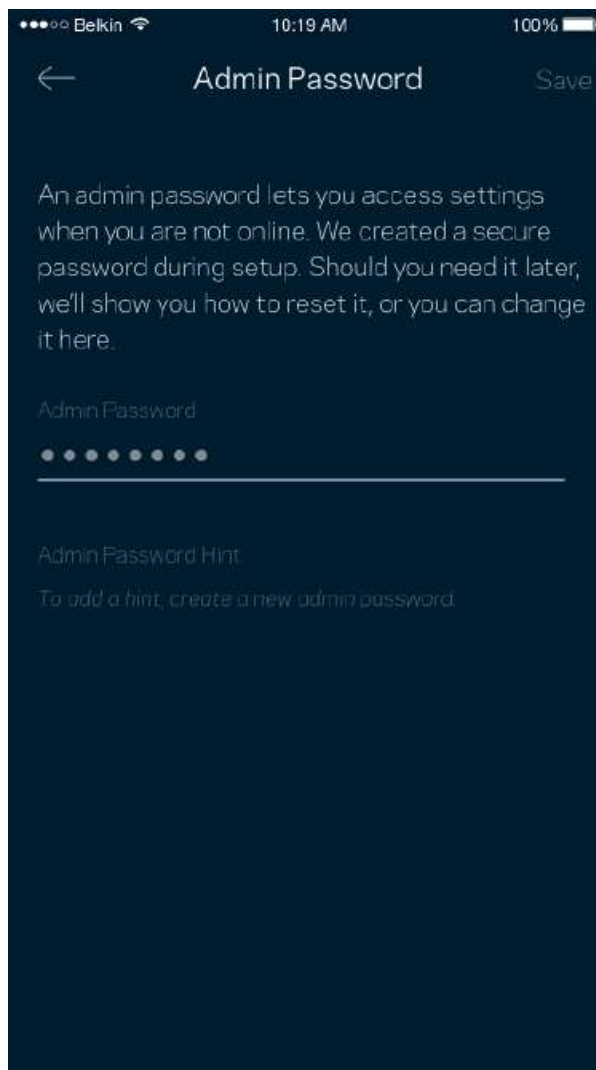 Belkin 10:19 AM 100%
Admin Password Save
An admin password lets you access settings
when you are not online. We created a secure
password during setup. Should you need it later,
we'll show you how to reset it, or you can change
it here.
Admin Password
••••••••
Admin Password Hint
To add a hint, create a new admin password.